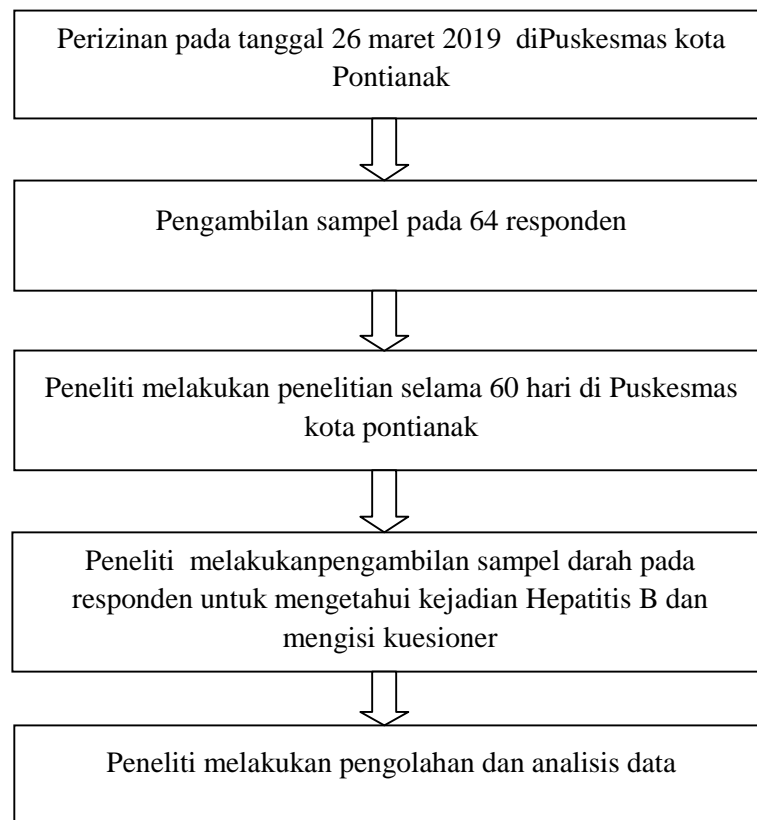 Perizinan pada tanggal 26 maret 2019  diPuskesmas kota
Pontianak
Pengambilan sampel pada 64 responden
Peneliti melakukan penelitian selama 60 hari di Puskesmas
kota pontianak
Peneliti  melakukanpengambilan sampel darah pada
responden untuk mengetahui kejadian Hepatitis B dan
mengisi kuesioner
Peneliti melakukan pengolahan dan analisis data